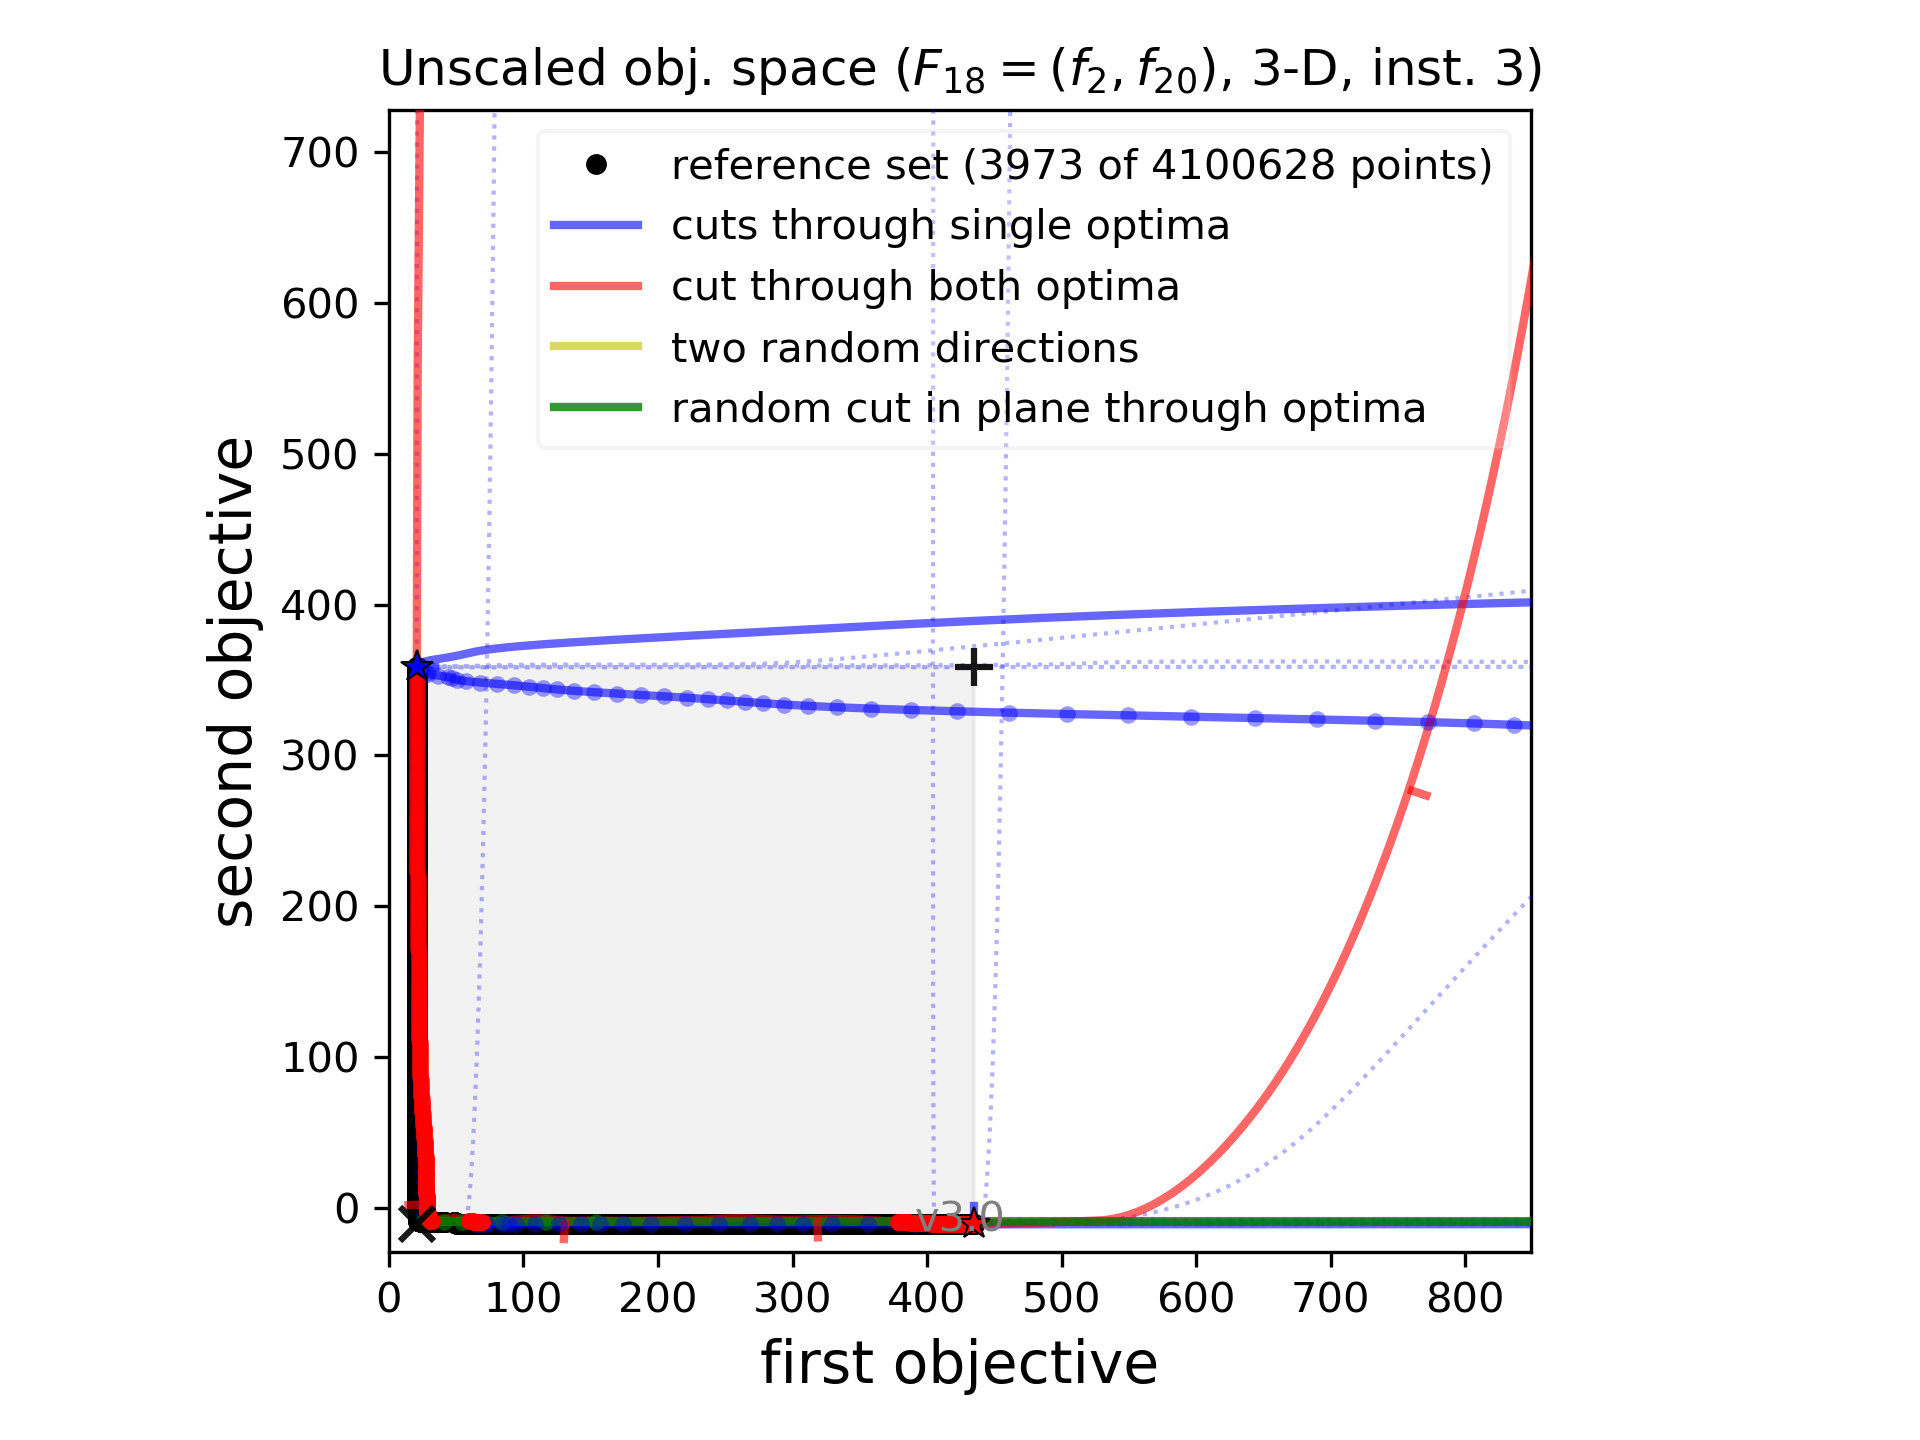 Unscaled obj. space (F₁₈ = (f₂, f₂₀), 3-D, inst. 3)
reference set (3973 of 4100628 points)
cuts through single optima
cut through both optima
two random directions
random cut in plane through optima
second objective
700
600
500
400
300
200
100
0
v3.0
0 100 200 300 400 500 600 700 800
first objective